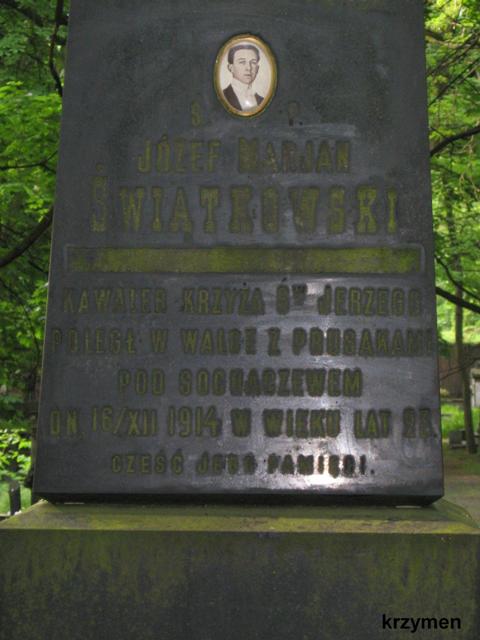 Ś. P.
JÓZEF MARJAN
ŚWIĄTKOWSKI
KAWALER KRZYŻA ŚW. JERZEGO
POLEGŁ W WALCE Z PRUSAKAMI
POD SOCHACZEWEM
DN. 16/XII 1914 W WIEKU LAT
CZEŚĆ JEGO PAMIĘCI.
krzymen